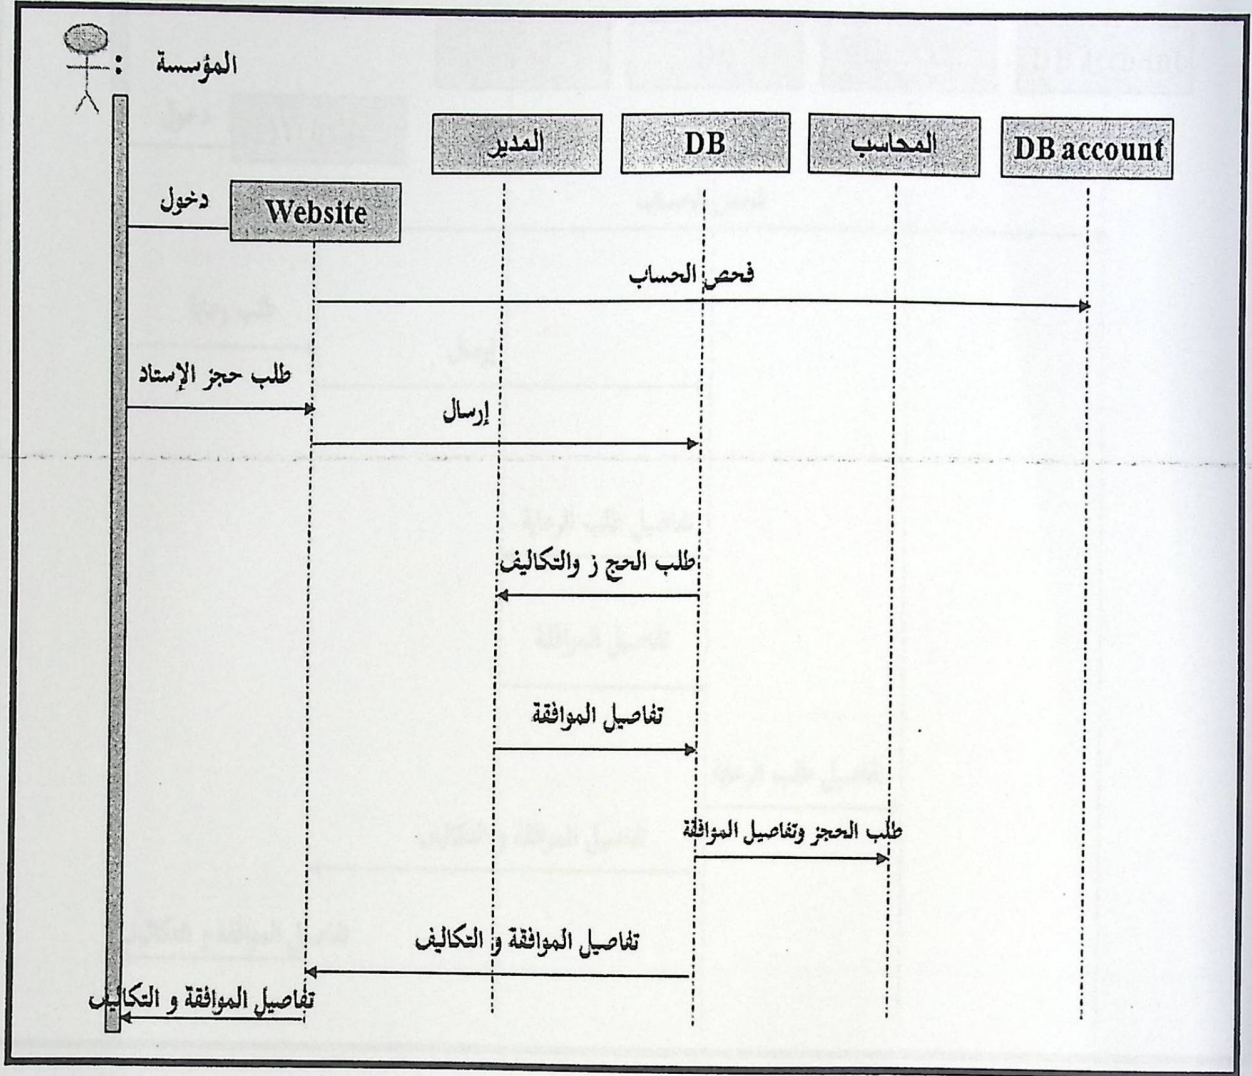 المؤسسة :
المدير
DB
المحاسب
DB account
دخول
Website
فحص الحساب
طلب حجز الإستاد
إرسال
طلب الحج ز والتكاليف
تفاصيل الموافقة
طلب الحجز وتفاصيل الموافقة
تفاصيل الموافقة و التكاليف
تفاصيل الموافقة و التكاليف